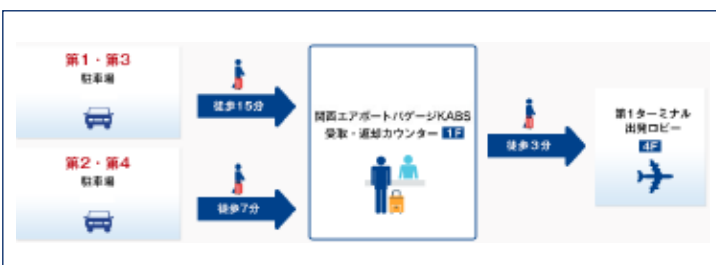 第1・第3
駐車場
徒歩15分
第2・第4
駐車場
徒歩7分
関西エアポートバゲージKABS
受取・返却カウンター 1F
徒歩3分
第1ターミナル
出発ロビー
4F